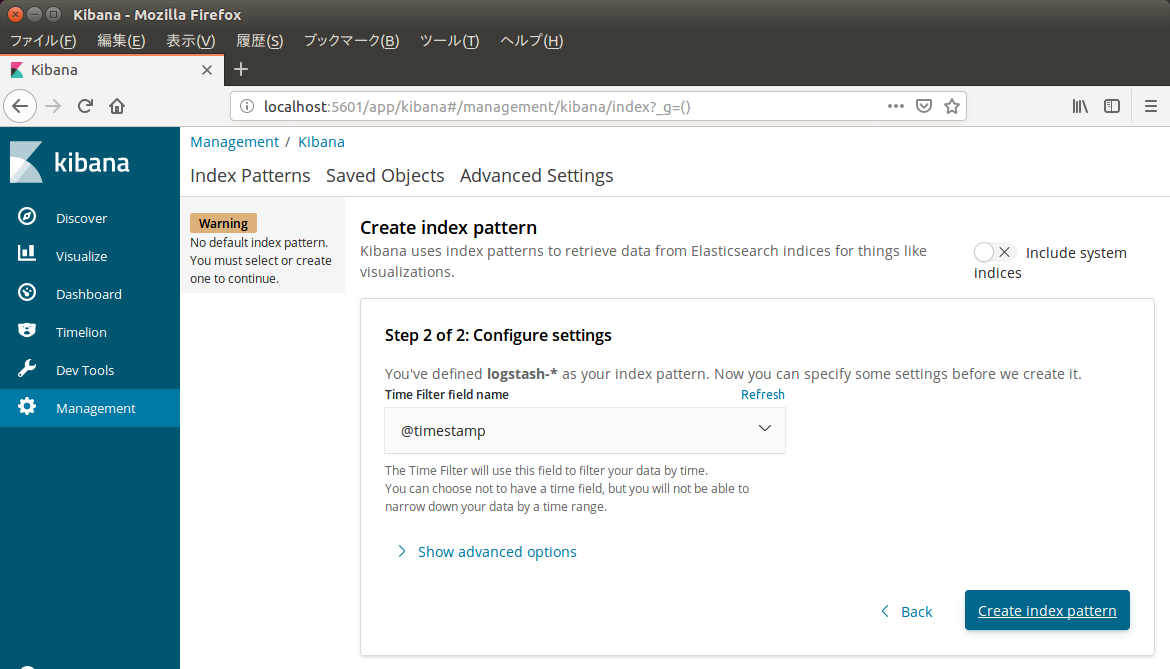 Kibana - Mozilla Firefox
ファイル(F) 編集(E) 表示(V) 履歴(S) ブックマーク(B) ツール(T) ヘルプ(H)
Kibana
localhost:5601/app/kibana#/management/kibana/index?_g=()
kibana
Discover
Visualize
Dashboard
Timelion
Dev Tools
Management
Management / Kibana
Index Patterns Saved Objects Advanced Settings
Warning
No default index pattern.
You must select or create
one to continue.
Create index pattern
Kibana uses index patterns to retrieve data from Elasticsearch indices for things like
visualizations.
Include system
indices
Step 2 of 2: Configure settings
You've defined logstash-* as your index pattern. Now you can specify some settings before we create it.
Time Filter field name Refresh
@timestamp
The Time Filter will use this field to filter your data by time.
You can choose not to have a time field, but you will not be able to
narrow down your data by a time range.
Show advanced options
Back Create index pattern